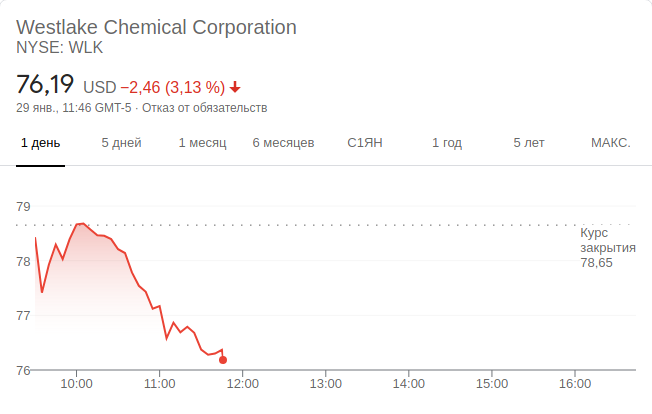 Westlake Chemical Corporation
NYSE: WLK
76,19 USD −2,46 (3,13 %)
29 янв., 11:46 GMT-5 · Отказ от обязательств
1 день 5 дней 1 месяц 6 месяцев С1ЯН 1 год 5 лет МАКС.
79
Курс
закрытия
78,65
78
77
76
10:00 11:00 12:00 13:00 14:00 15:00 16:00